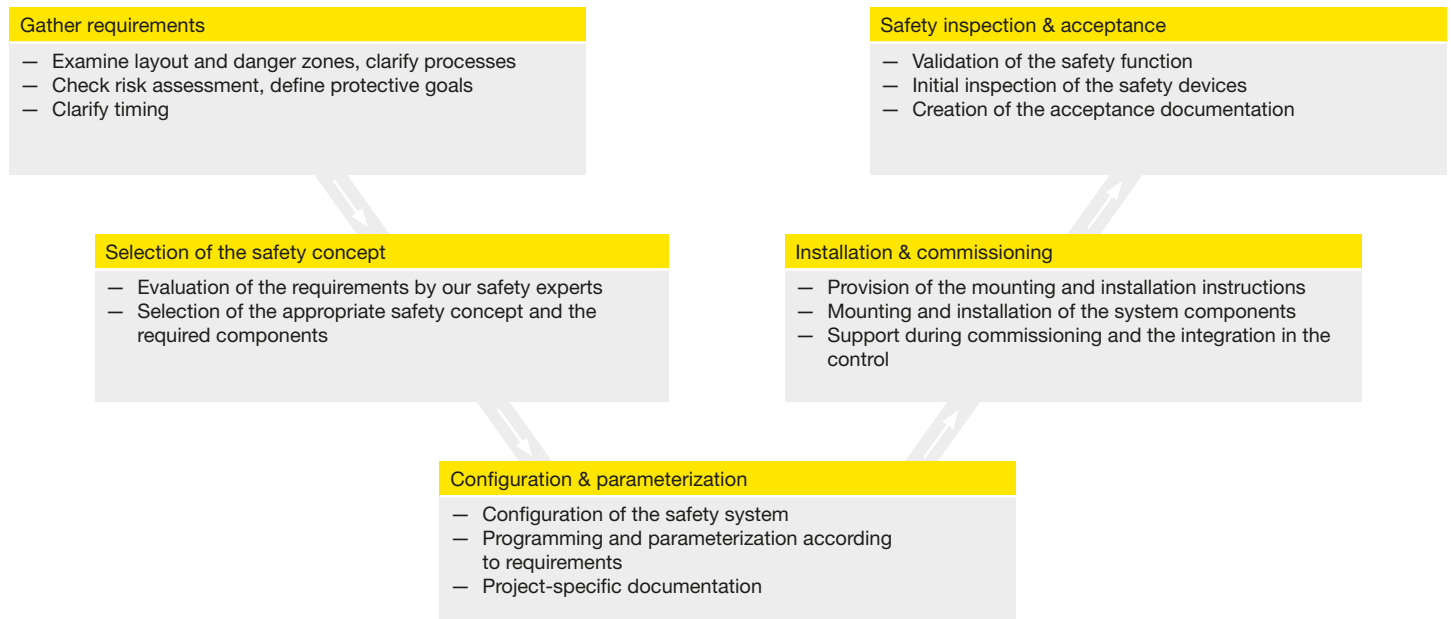 Gather requirements
— Examine layout and danger zones, clarify processes
— Check risk assessment, define protective goals
— Clarify timing
Selection of the safety concept
— Evaluation of the requirements by our safety experts
— Selection of the appropriate safety concept and the
required components
Configuration & parameterization
— Configuration of the safety system
— Programming and parameterization according
to requirements
— Project-specific documentation
Installation & commissioning
— Provision of the mounting and installation instructions
— Mounting and installation of the system components
— Support during commissioning and the integration in the
control
Safety inspection & acceptance
— Validation of the safety function
— Initial inspection of the safety devices
— Creation of the acceptance documentation